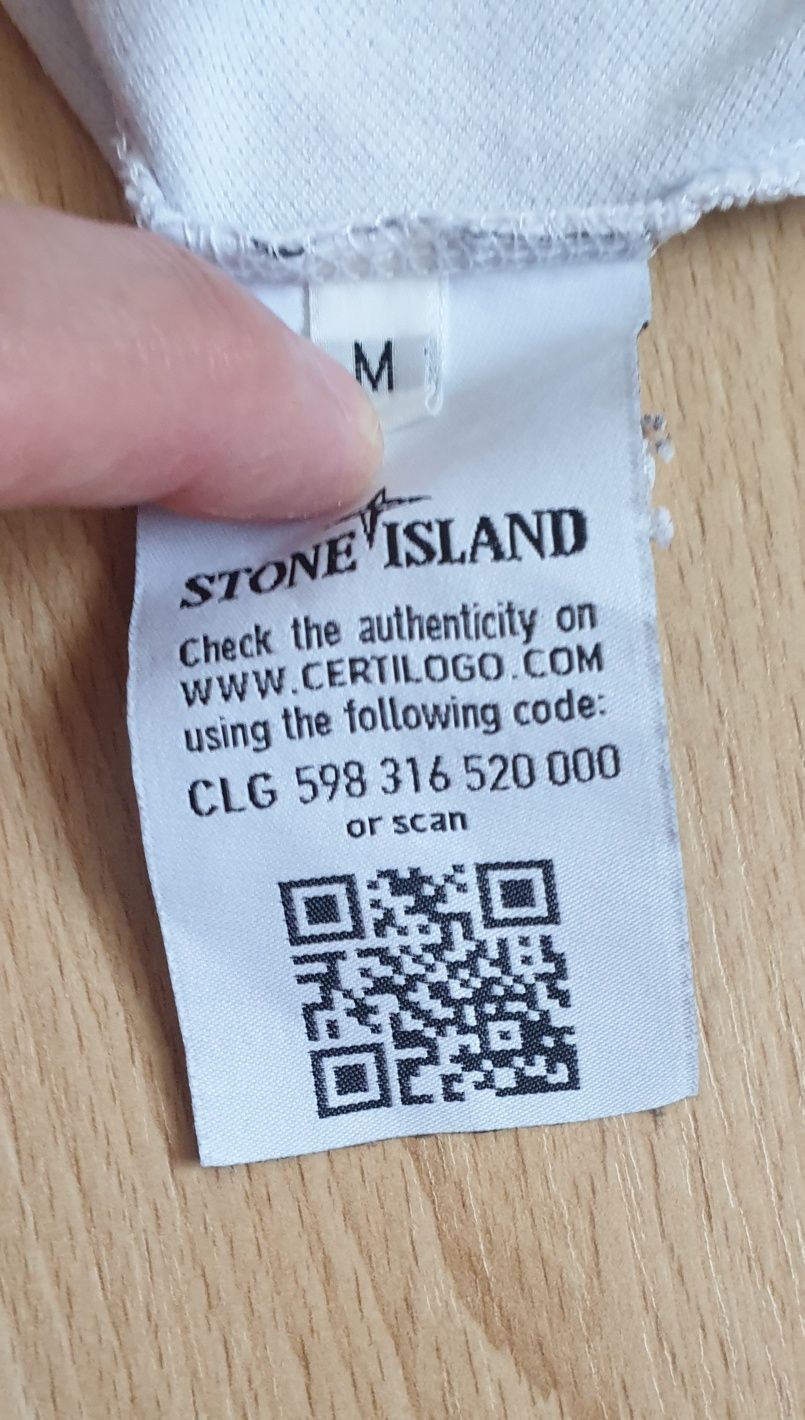 M
STONE ISLAND
Check the authenticity on
WWW.CERTILOGO.COM
using the following code:
CLG 598 316 520 000
or scan